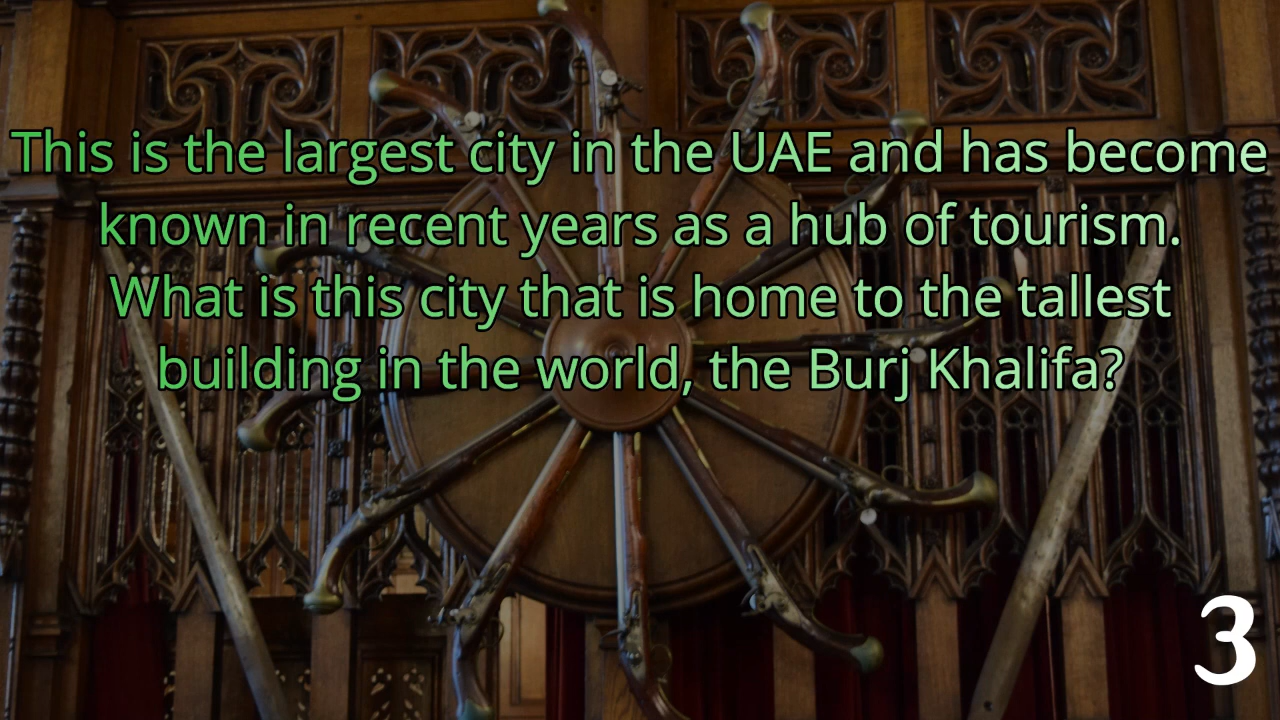 This is the largest city in the UAE and has become
known in recent years as a hub of tourism.
What is this city that is home to the tallest
building in the world, the Burj Khalifa?
3